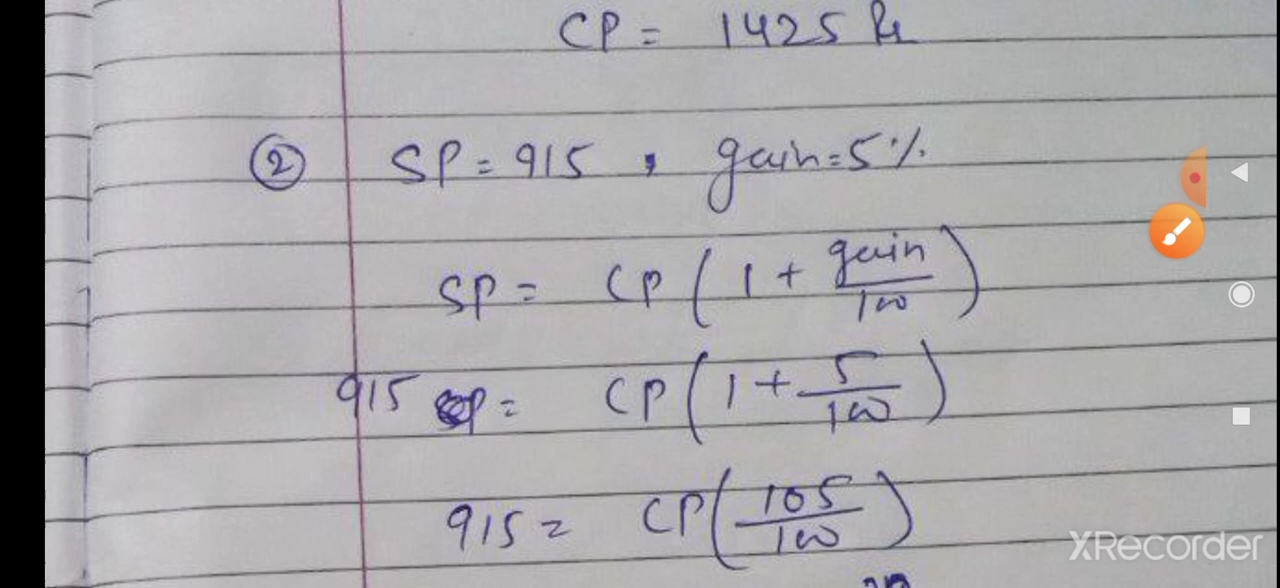 CP = 1425 Rs
② SP = 915 , gain = 5%
SP = CP ( 1 + gain/100 )
915 = CP ( 1 + 5/100 )
915 = CP ( 105/100 )
XRecorder